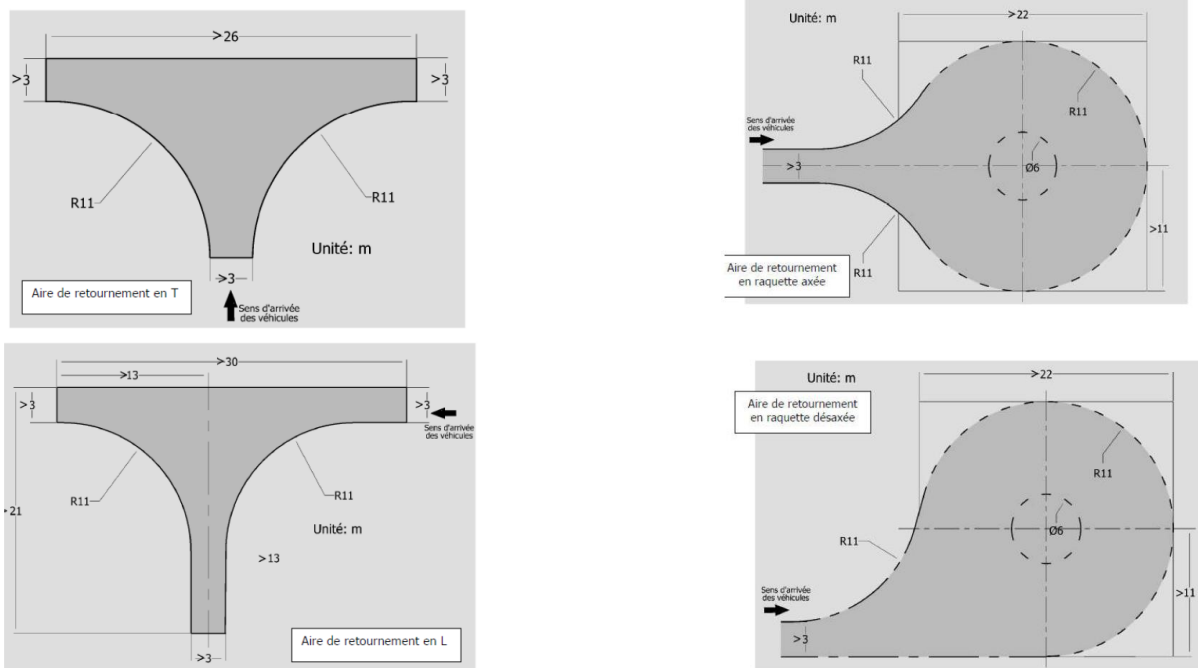 >26
>3
>3
R11
R11
Unité: m
>3
Aire de retournement en T
Sens d'arrivée
des véhicules
Unité: m
>22
R11
R11
Sens d'arrivée
des véhicules
>3
Ø6
>11
R11
Aire de retournement
en raquette axée
>30
>13
>3
>3
Sens d'arrivée
des véhicules
R11
R11
21
Unité: m
>13
Aire de retournement en L
>3
Unité: m
>22
Aire de retournement
en raquette désaxée
R11
R11
Ø6
Sens d'arrivée
des véhicules
>3
>11